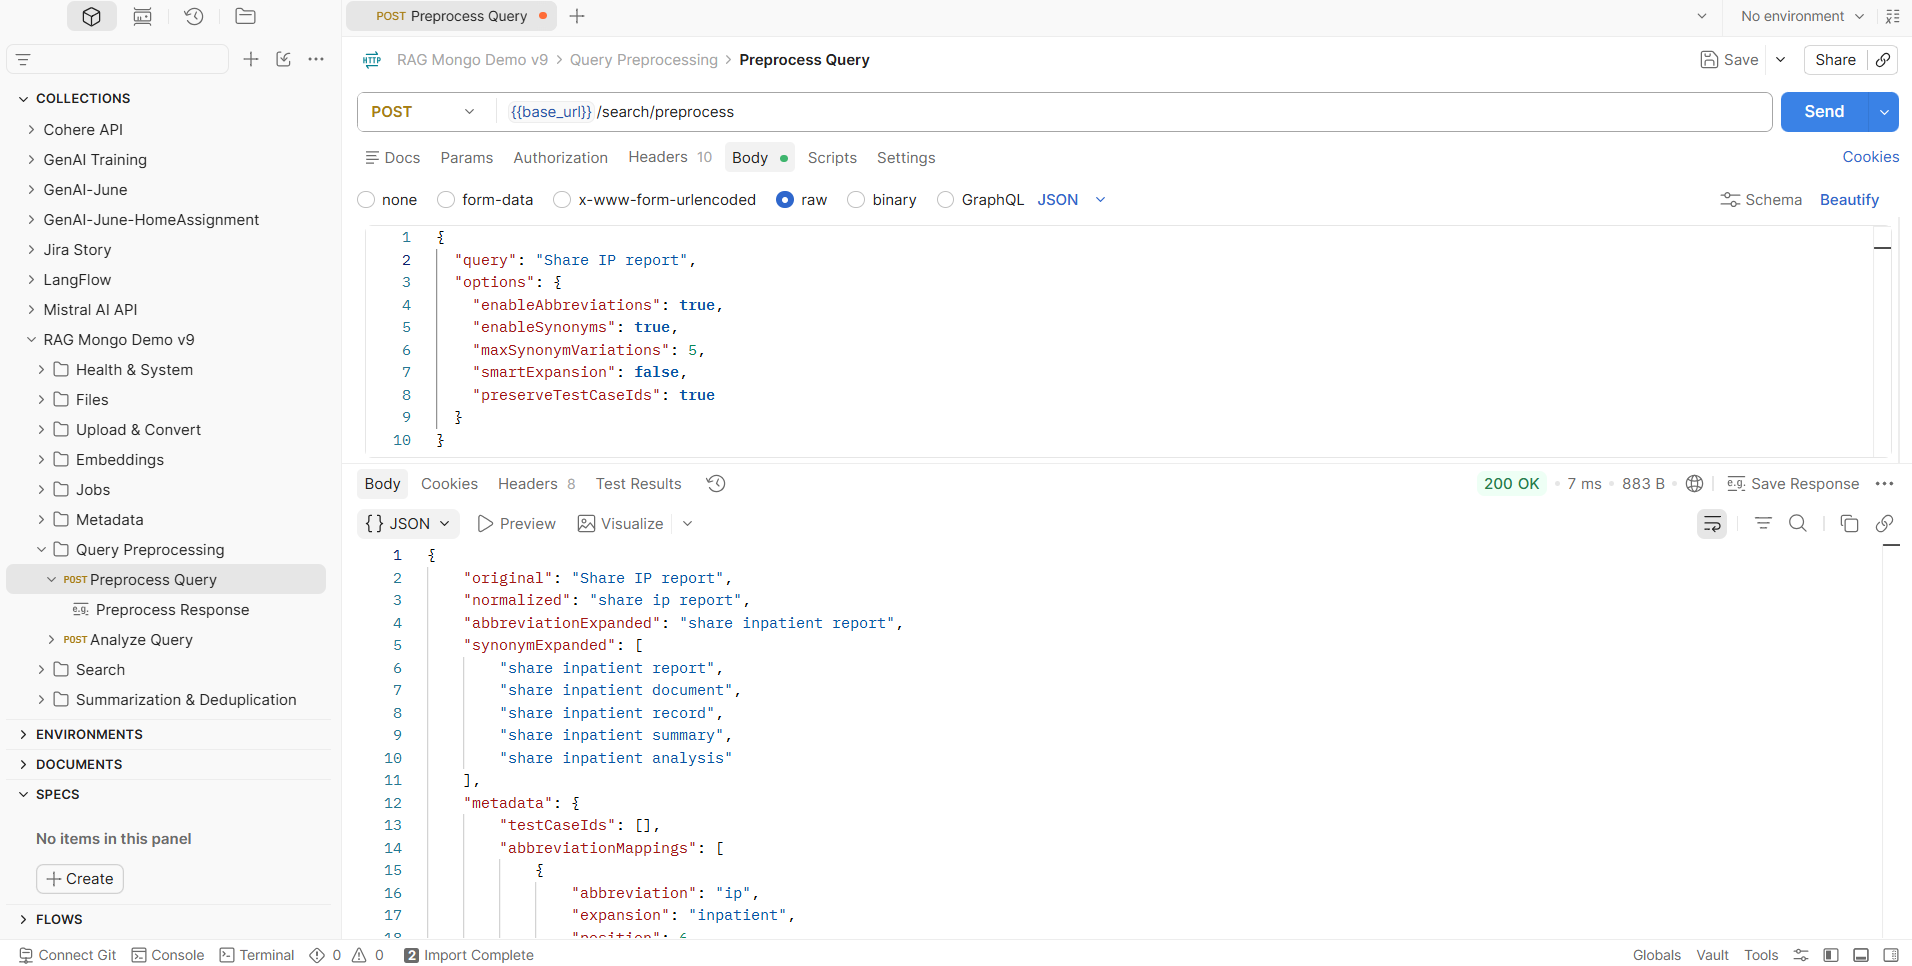 POST Preprocess Query
No environment
RAG Mongo Demo v9 > Query Preprocessing > Preprocess Query
Save
Share
COLLECTIONS
Cohere API
GenAI Training
GenAI-June
GenAI-June-HomeAssignment
Jira Story
LangFlow
Mistral AI API
RAG Mongo Demo v9
Health & System
Files
Upload & Convert
Embeddings
Jobs
Metadata
Query Preprocessing
POST Preprocess Query
e.g. Preprocess Response
POST Analyze Query
Search
Summarization & Deduplication
ENVIRONMENTS
DOCUMENTS
SPECS
No items in this panel
Create
FLOWS
HTTP
POST {{base_url}} /search/preprocess
Send
Docs Params Authorization Headers 10 Body Scripts Settings
Cookies
none form-data x-www-form-urlencoded raw binary GraphQL JSON
Schema Beautify
1 {
2 "query": "Share IP report",
3 "options": {
4 "enableAbbreviations": true,
5 "enableSynonyms": true,
6 "maxSynonymVariations": 5,
7 "smartExpansion": false,
8 "preserveTestCaseIds": true
9 }
10 }
Body Cookies Headers 8 Test Results
200 OK • 7 ms • 883 B •
e.g. Save Response
{} JSON Preview Visualize
1 {
2 "original": "Share IP report",
3 "normalized": "share ip report",
4 "abbreviationExpanded": "share inpatient report",
5 "synonymExpanded": [
6 "share inpatient report",
7 "share inpatient document",
8 "share inpatient record",
9 "share inpatient summary",
10 "share inpatient analysis"
11 ],
12 "metadata": {
13 "testCaseIds": [],
14 "abbreviationMappings": [
15 {
16 "abbreviation": "ip",
17 "expansion": "inpatient",
18 "position": 6
Connect Git Console Terminal 0 0 2 Import Complete
Globals Vault Tools